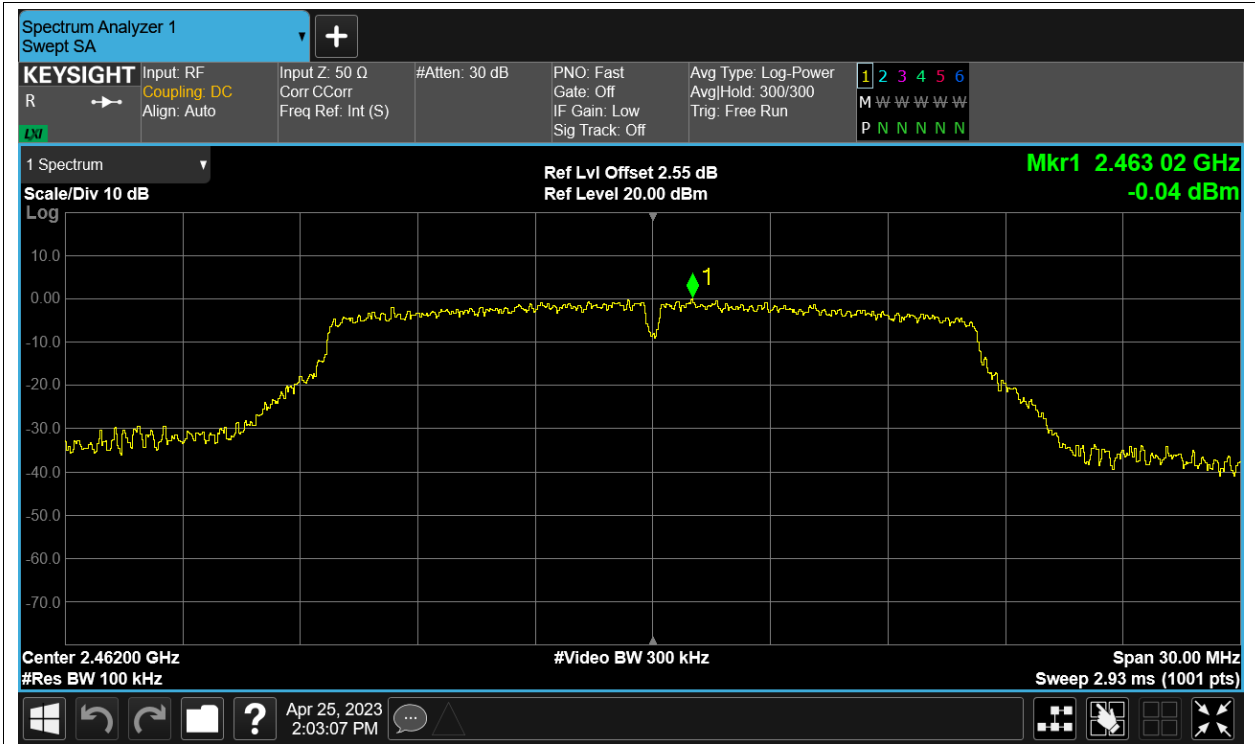 Spectrum Analyzer 1
Swept SA
+
KEYSIGHT
R
LXI
Input: RF
Coupling: DC
Align: Auto
Input Z: 50 Ω
Corr CCorr
Freq Ref: Int (S)
#Atten: 30 dB
PNO: Fast
Gate: Off
IF Gain: Low
Sig Track: Off
Avg Type: Log-Power
Avg|Hold: 300/300
Trig: Free Run
1 2 3 4 5 6
M W W W W W
P N N N N N
1 Spectrum
Scale/Div 10 dB
Log
Ref Lvl Offset 2.55 dB
Ref Level 20.00 dBm
Mkr1 2.463 02 GHz
-0.04 dBm
10.0
0.00
-10.0
-20.0
-30.0
-40.0
-50.0
-60.0
-70.0
1
Center 2.46200 GHz
#Res BW 100 kHz
#Video BW 300 kHz
Span 30.00 MHz
Sweep 2.93 ms (1001 pts)
?
Apr 25, 2023
2:03:07 PM